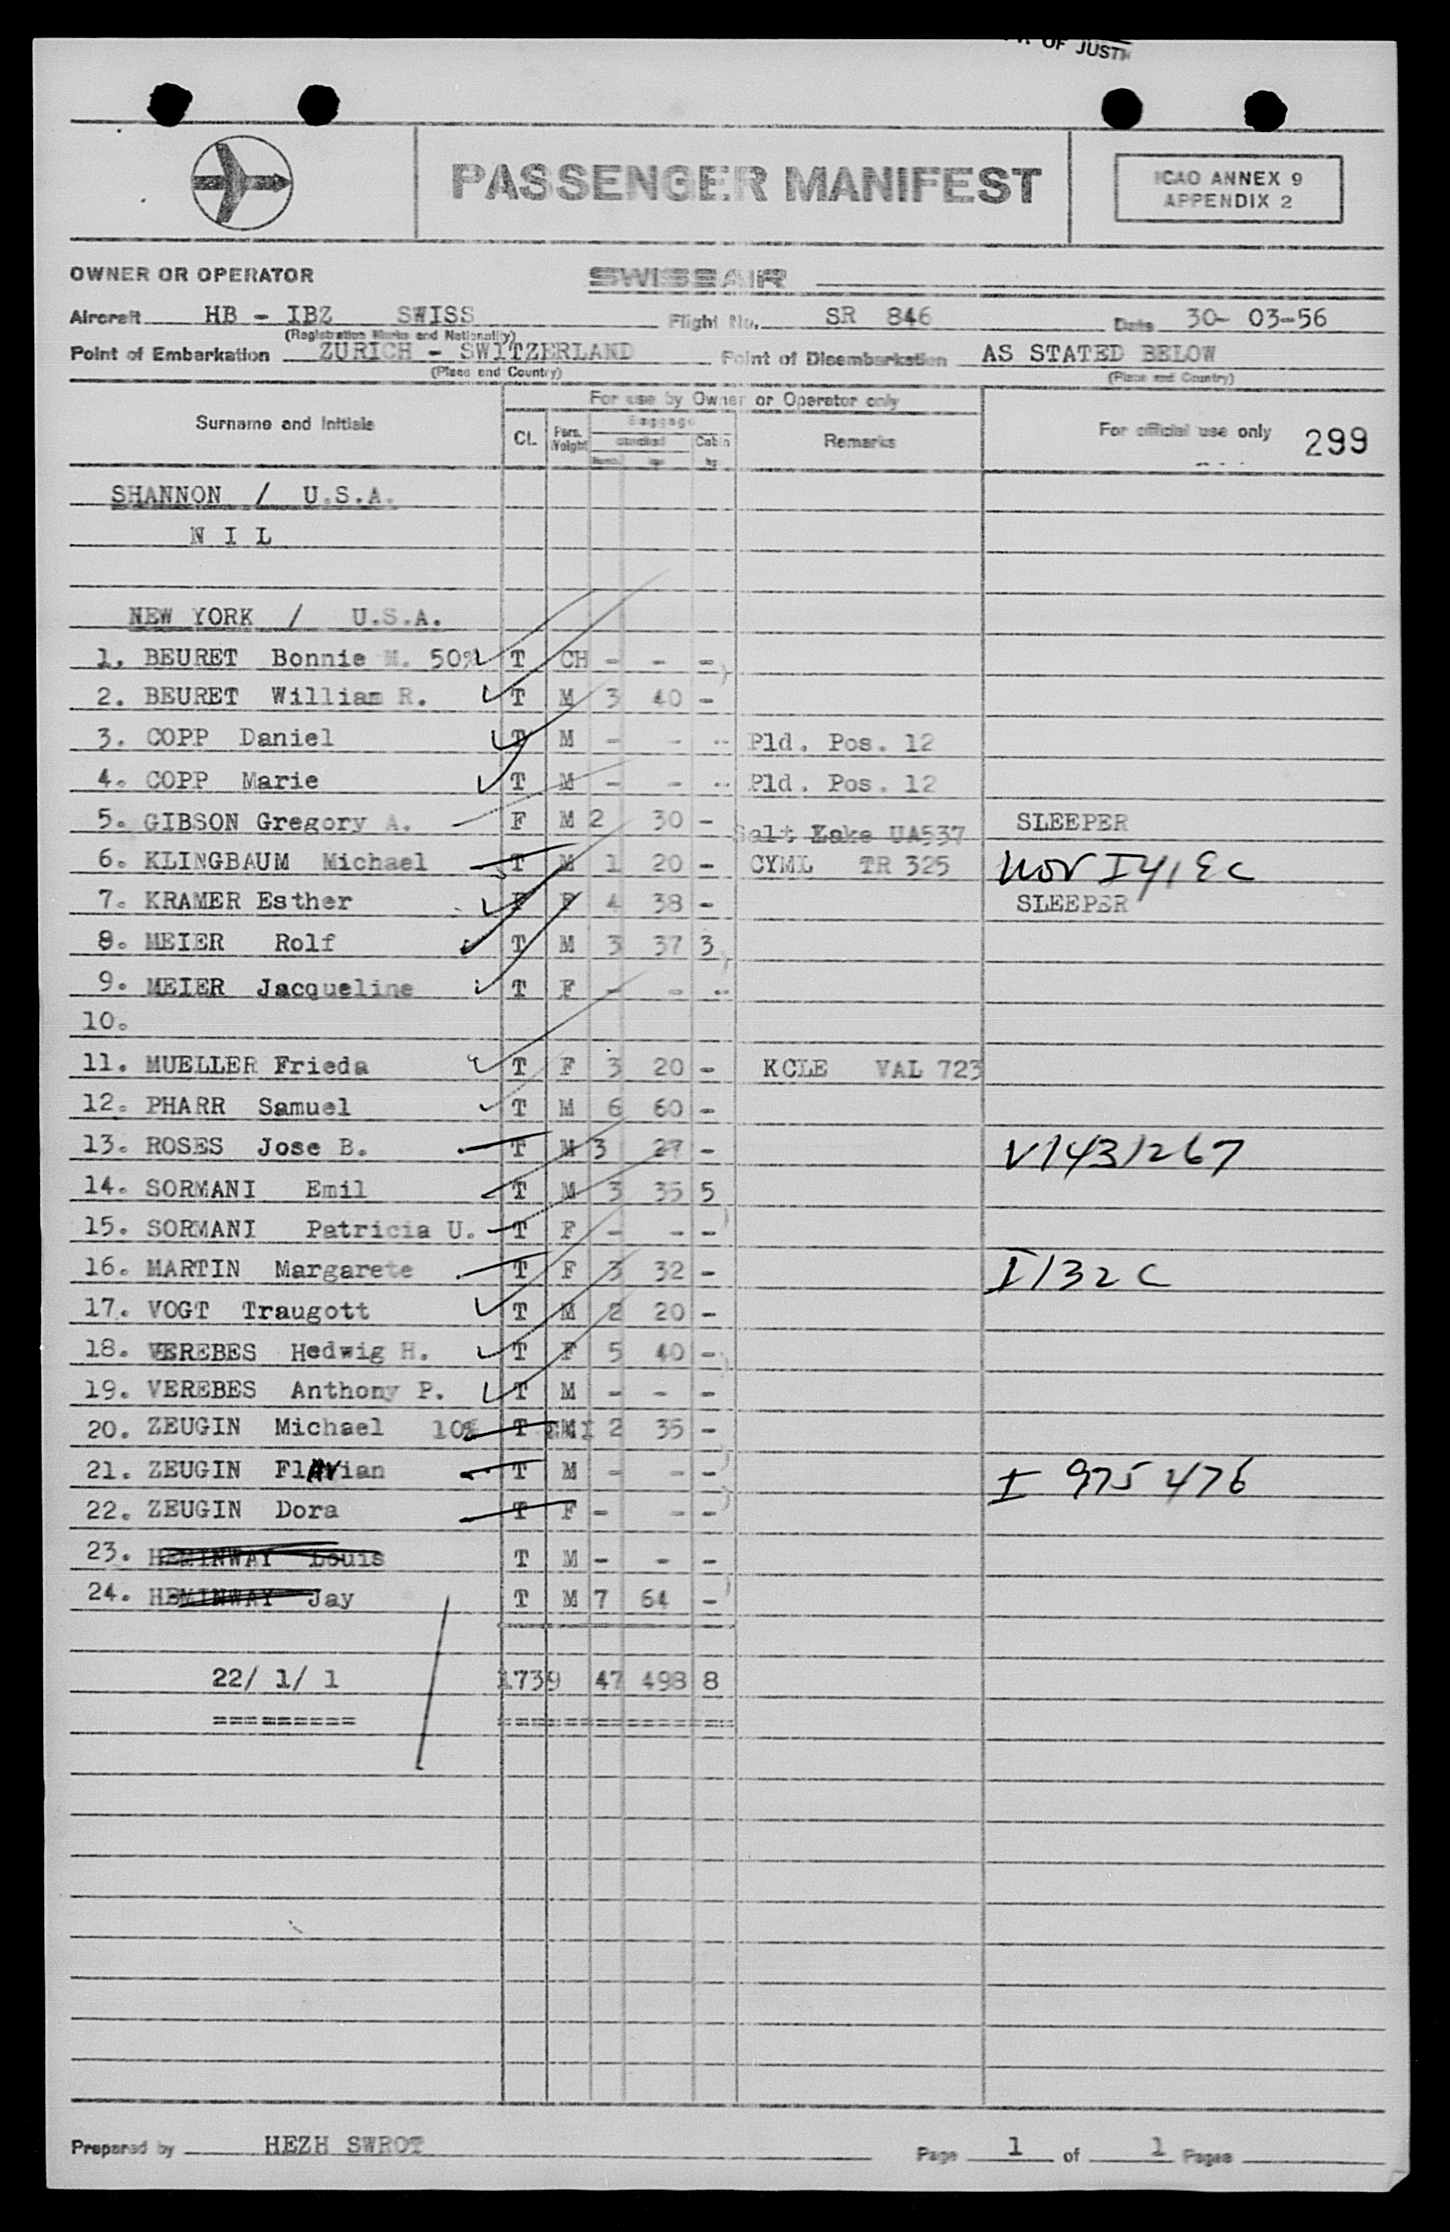 OF JUSTI
PASSENGER MANIFEST
ICAO ANNEX 9
APPENDIX 2
OWNER OR OPERATOR SWISSAIR
Aircraft HB - IBZ SWISS Flight No. SR 846 Date 30- 03-56
(Registration Marks and Nationality)
Point of Embarkation ZURICH - SWITZERLAND Point of Disembarkation AS STATED BELOW
(Place and Country) (Place and Country)
For use by Owner or Operator only
Surname and Initials Cl. Pers. Weight Baggage checked Cabin Remarks For official use only 299
Numb. kgs kg
SHANNON / U.S.A.
N I L
NEW YORK / U.S.A.
1. BEURET Bonnie M. 50% T CH - - -
2. BEURET William R. T M 3 40 -
3. COPP Daniel T M - - -- Pld. Pos. 12
4. COPP Marie T M - - -- Pld. Pos. 12
5. GIBSON Gregory A. F M 2 30 - Salt Lake UA537 SLEEPER
6. KLINGBAUM Michael T M 1 20 - CYML TR 325
7. KRAMER Esther F F 4 38 - SLEEPER
8. MEIER Rolf T M 3 37 3
9. MEIER Jacqueline T F - - --
10.
11. MUELLER Frieda T F 3 20 - KCLE VAL 723
12. PHARR Samuel T M 6 60 -
13. ROSES Jose B. T M 3 27 - V1431267
14. SORMANI Emil T M 3 35 5
15. SORMANI Patricia U. T F - - -
16. MARTIN Margarete T F 3 32 - I132C
17. VOGT Traugott T M 2 20 -
18. VEREBES Hedwig H. T F 5 40 -
19. VEREBES Anthony P. T M - - -
20. ZEUGIN Michael 10% T 2 35 -
21. ZEUGIN Flavian T M - - - I 975476
22. ZEUGIN Dora T F - - -
23. HEMINWAY Louis T M - - -
24. HEMINWAY Jay T M 7 64 -
22/ 1/ 1 1739 47 498 8
========= ===============
Prepared by HEZH SWROT Page 1 of 1 Pages